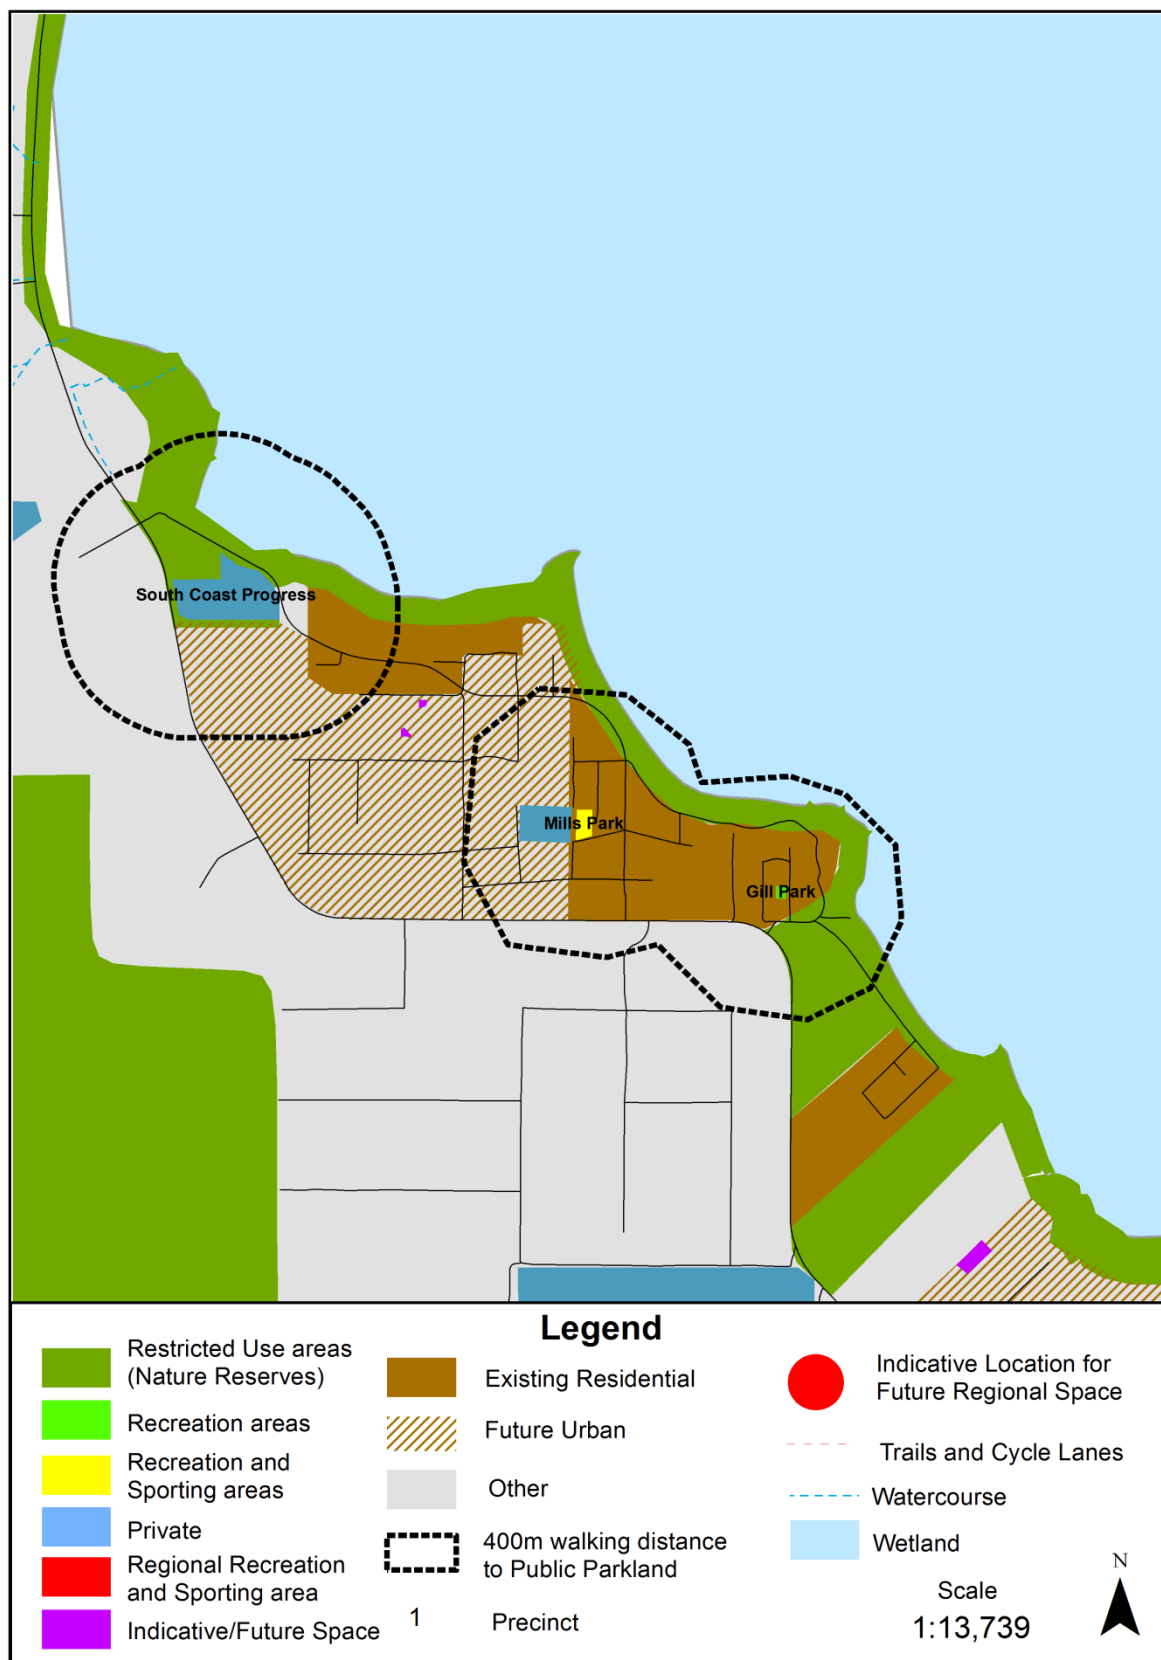 South Coast Progress
Mills Park
Gill Park
Legend
Restricted Use areas
(Nature Reserves)
Recreation areas
Recreation and
Sporting areas
Private
Regional Recreation
and Sporting area
Indicative/Future Space
Existing Residential
Future Urban
Other
400m walking distance
to Public Parkland
1 Precinct
Indicative Location for
Future Regional Space
Trails and Cycle Lanes
Watercourse
Wetland
Scale
1:13,739
N